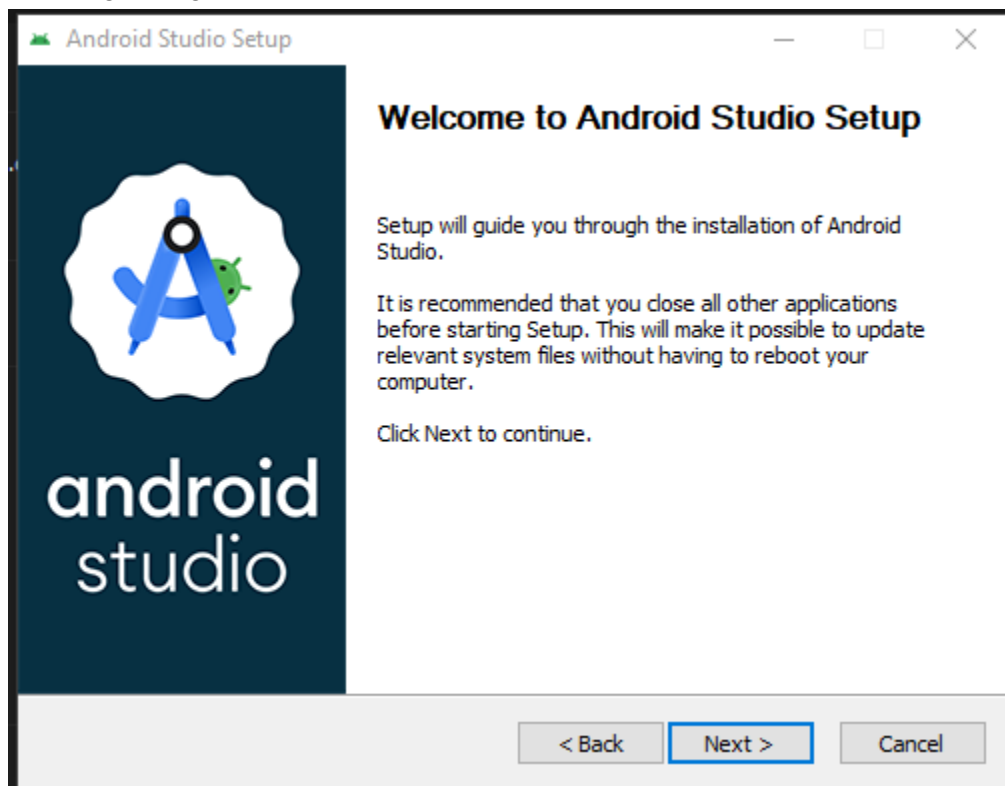 Android Studio Setup
Welcome to Android Studio Setup
Setup will guide you through the installation of Android
Studio.
It is recommended that you close all other applications
before starting Setup. This will make it possible to update
relevant system files without having to reboot your
computer.
Click Next to continue.
android
studio
< Back
Next >
Cancel